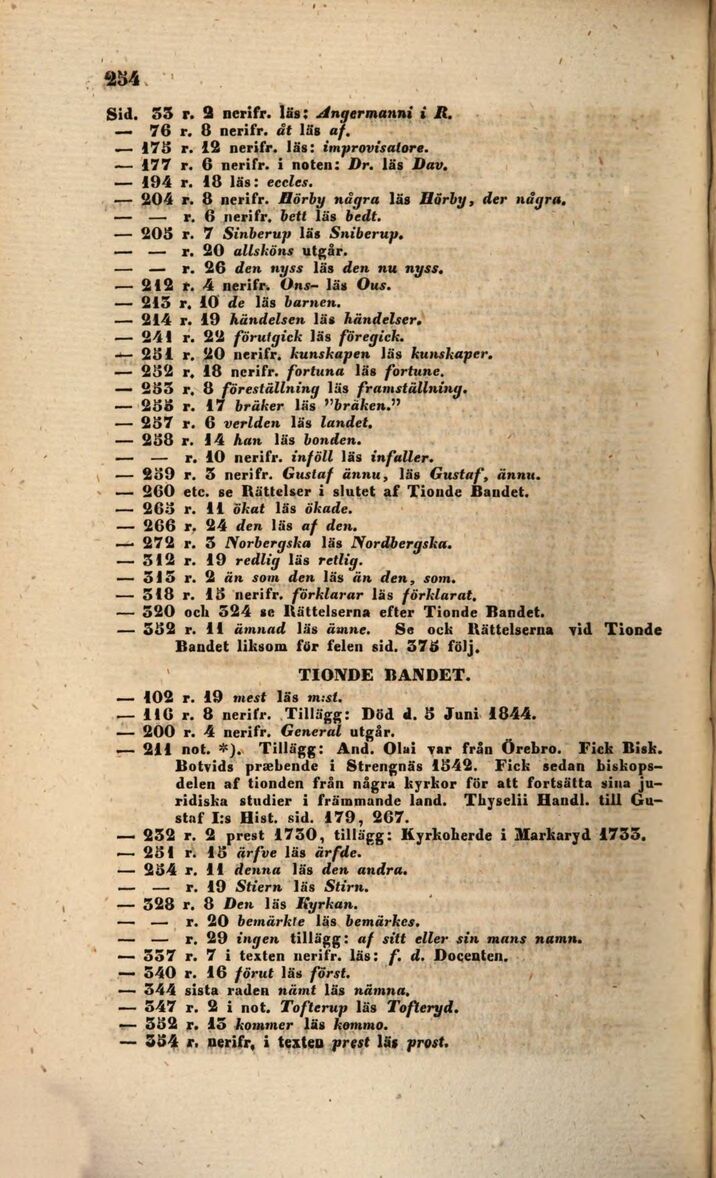 254
Sid. 33 r. 2 nerifr. läs: Angermanni i R.
— 76 r. 8 nerifr. åt läs af.
— 175 r. 12 nerifr. läs: improvisatore.
— 177 r. 6 nerifr. i noten: Dr. läs Dav.
— 194 r. 18 läs: eccles.
— 204 r. 8 nerifr. Hörby några läs Hörby, der några.
— — r. 6 nerifr. bett läs bedt.
— 205 r. 7 Sinberup läs Sniberup.
— — r. 20 allsköns utgår.
— — r. 26 den nyss läs den nu nyss.
— 212 r. 4 nerifr. Ons- läs Ous.
— 213 r. 10 de läs barnen.
— 214 r. 19 händelsen läs händelser.
— 241 r. 22 förutgick läs föregick.
— 251 r. 20 nerifr. kunskapen läs kunskaper.
— 252 r. 18 nerifr. fortuna läs fortune.
— 253 r. 8 föreställning läs framställning.
— 255 r. 17 bräker läs "bräken."
— 257 r. 6 verlden läs landet.
— 258 r. 14 han läs bonden.
— — r. 10 nerifr. inföll läs infaller.
— 259 r. 3 nerifr. Gustaf ännu, läs Gustaf, ännu.
— 260 etc. se Rättelser i slutet af Tionde Bandet.
— 265 r. 11 ökat läs ökade.
— 266 r. 24 den läs af den.
— 272 r. 3 Norbergska läs Nordbergska.
— 312 r. 19 redlig läs retlig.
— 313 r. 2 än som den läs än den, som.
— 318 r. 15 nerifr. förklarar läs förklarat.
— 320 och 324 se Rättelserna efter Tionde Bandet.
— 352 r. 11 ämnad läs ämne. Se ock Rättelserna vid Tionde
Bandet liksom för felen sid. 375 följ.
TIONDE BANDET.
— 102 r. 19 mest läs m:st.
— 116 r. 8 nerifr. Tillägg: Död d. 5 Juni 1844.
— 200 r. 4 nerifr. General utgår.
— 211 not. *). Tillägg: And. Olai var från Örebro. Fick Bisk.
Botvids præbende i Strengnäs 1542. Fick sedan biskops-
delen af tionden från några kyrkor för att fortsätta sina ju-
ridiska studier i främmande land. Thyselii Handl. till Gu-
staf I:s Hist. sid. 179, 267.
— 232 r. 2 prest 1730, tillägg: Kyrkoherde i Markaryd 1733.
— 251 r. 15 ärfve läs ärfde.
— 254 r. 11 denna läs den andra.
— — r. 19 Stiern läs Stirn.
— 328 r. 8 Den läs Kyrkan.
— — r. 20 bemärkte läs bemärkes.
— — r. 29 ingen tillägg: af sitt eller sin mans namn.
— 337 r. 7 i texten nerifr. läs: f. d. Docenten.
— 340 r. 16 förut läs först.
— 344 sista raden nämt läs nämna.
— 347 r. 2 i not. Tofterup läs Tofteryd.
— 352 r. 13 kommer läs kommo.
— 354 r. nerifr. i texten prest läs prost.